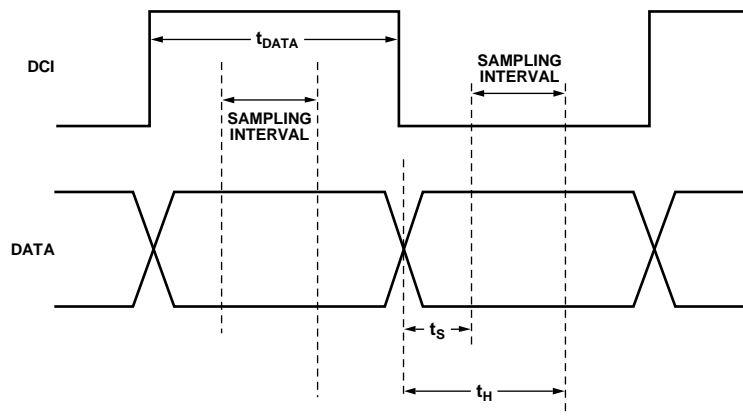 DCI
tDATA
SAMPLING
INTERVAL
SAMPLING
INTERVAL
DATA
tS
tH